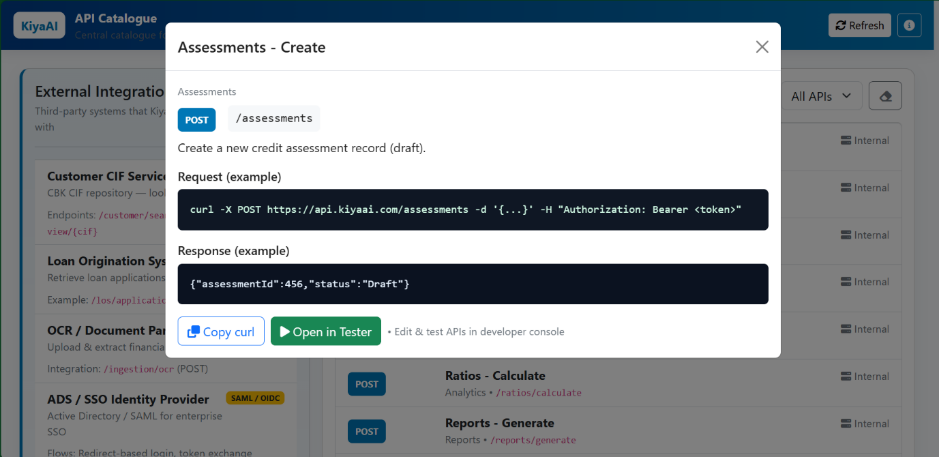 KiyaAI
API Catalogue
Central catalogue f
Refresh
Assessments - Create
Assessments
POST /assessments
Create a new credit assessment record (draft).
Request (example)
curl -X POST https://api.kiyaai.com/assessments -d '{...}' -H "Authorization: Bearer <token>"
Response (example)
{"assessmentId":456,"status":"Draft"}
Copy curl
Open in Tester
• Edit & test APIs in developer console
External Integratio
Third-party systems that Kiya
with
Customer CIF Service
CBK CIF repository — loo
Endpoints: /customer/sea
view/{cif}
Loan Origination Sys
Retrieve loan applications
Example: /los/applicatio
OCR / Document Par
Upload & extract financia
Integration: /ingestion/ocr (POST)
ADS / SSO Identity Provider
SAML / OIDC
Active Directory / SAML for enterprise
SSO
Flows: Redirect-based login, token exchange
All APIs
Internal
Internal
Internal
Internal
Internal
POST
Ratios - Calculate
Analytics • /ratios/calculate
Internal
POST
Reports - Generate
Reports • /reports/generate
Internal